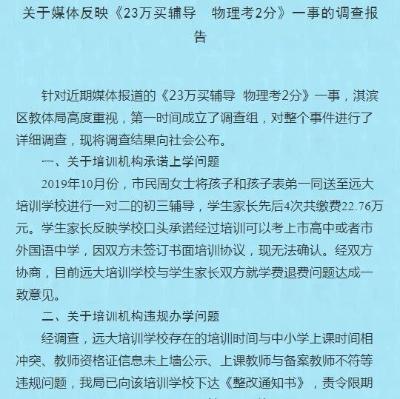 关于媒体反映《23万买辅导　物理考2分》一事的调查报
告
针对近期媒体报道的《23万买辅导 物理考2分》一事，淇滨
区教体局高度重视，第一时间成立了调查组，对整个事件进行了
详细调查，现将调查结果向社会公布。
一、关于培训机构承诺上学问题
2019年10月份，市民周女士将孩子和孩子表弟一同送至远大
培训学校进行一对二的初三辅导，学生家长先后4次共缴费22.76万
元。学生家长反映学校口头承诺经过培训可以考上市高中或者市
外国语中学，因双方未签订书面培训协议，现无法确认。经双方
协商，目前远大培训学校与学生家长双方就学费退费问题达成一
致意见。
二、关于培训机构违规办学问题
经调查，远大培训学校存在的培训时间与中小学上课时间相
冲突、教师资格证信息未上墙公示、上课教师与备案教师不符等
违规问题，我局已向该培训学校下达《整改通知书》，责令限期